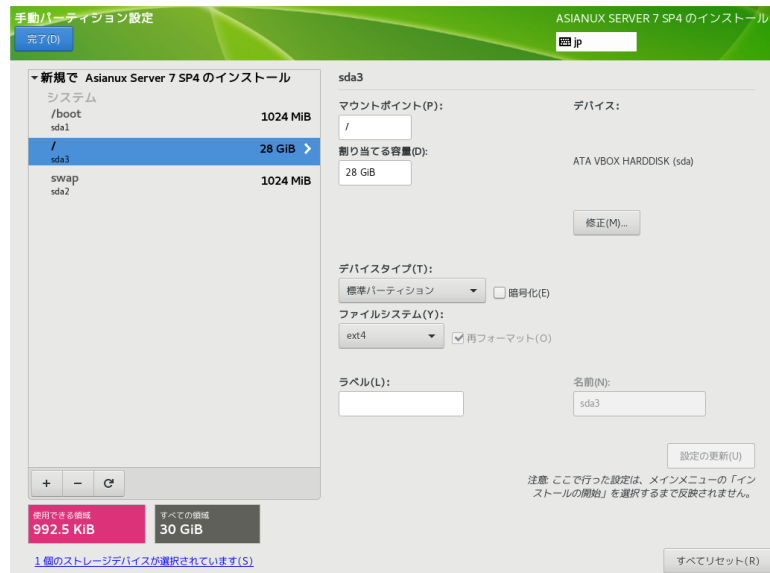 手動パーティション設定
ASIANUX SERVER 7 SP4 のインストール
完了(D)
jp
新規で Asianux Server 7 SP4 のインストール
システム
/boot
1024 MiB
sda1
/
28 GiB
sda3
swap
1024 MiB
sda2
sda3
マウントポイント(P):
デバイス:
/
割り当てる容量(D):
28 GiB
ATA VBOX HARDDISK (sda)
修正(M)...
デバイスタイプ(T):
標準パーティション
暗号化(E)
ファイルシステム(Y):
ext4
再フォーマット(O)
ラベル(L):
名前(N):
sda3
設定の更新(U)
注意: ここで行った設定は、メインメニューの「イン
ストールの開始」を選択するまで反映されません。
使用できる領域
992.5 KiB
すべての領域
30 GiB
1 個のストレージデバイスが選択されています(S)
すべてリセット(R)